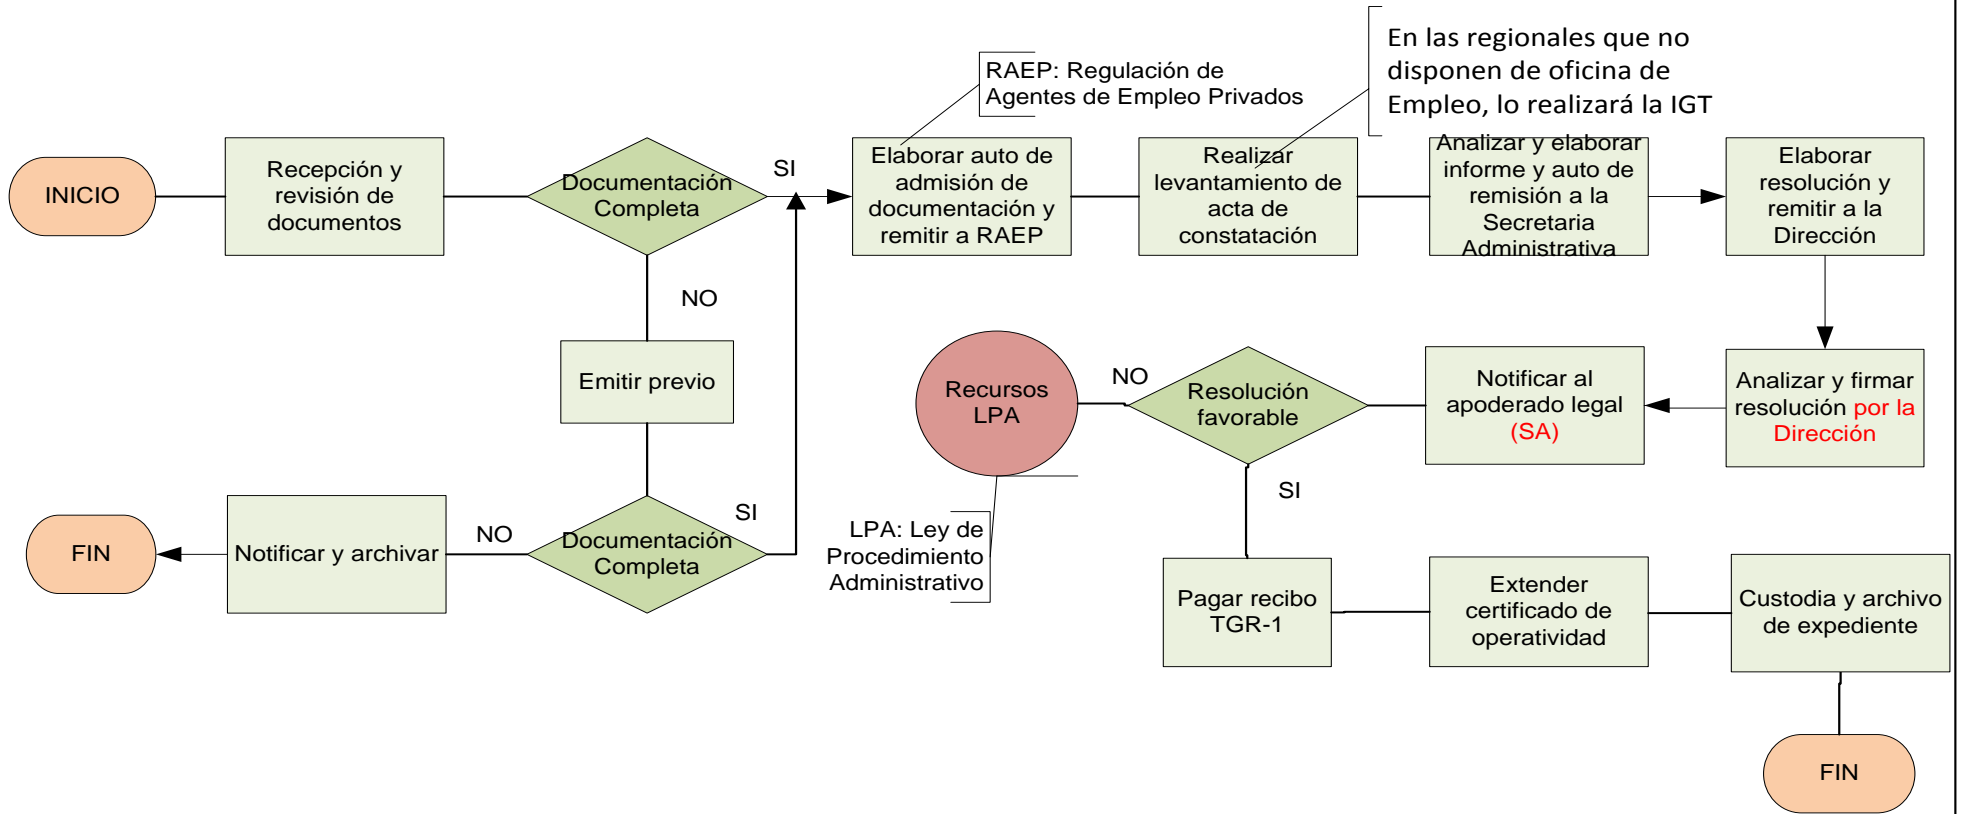 En las regionales que no
disponen de oficina de
Empleo, lo realizará la IGT
RAEP: Regulación de
Agentes de Empleo Privados
INICIO
Recepción y
revisión de
documentos
Documentación
Completa
SI
Elaborar auto de
admisión de
documentación y
remitir a RAEP
Realizar
levantamiento de
acta de
constatación
Analizar y elaborar
informe y auto de
remisión a la
Secretaria
Administrativa
Elaborar
resolución y
remitir a la
Dirección
NO
Emitir previo
Recursos
LPA
NO
Resolución
favorable
Notificar al
apoderado legal
(SA)
Analizar y firmar
resolución por la
Dirección
SI
FIN
Notificar y archivar
NO
Documentación
Completa
SI
LPA: Ley de
Procedimiento
Administrativo
Pagar recibo
TGR-1
Extender
certificado de
operatividad
Custodia y archivo
de expediente
FIN